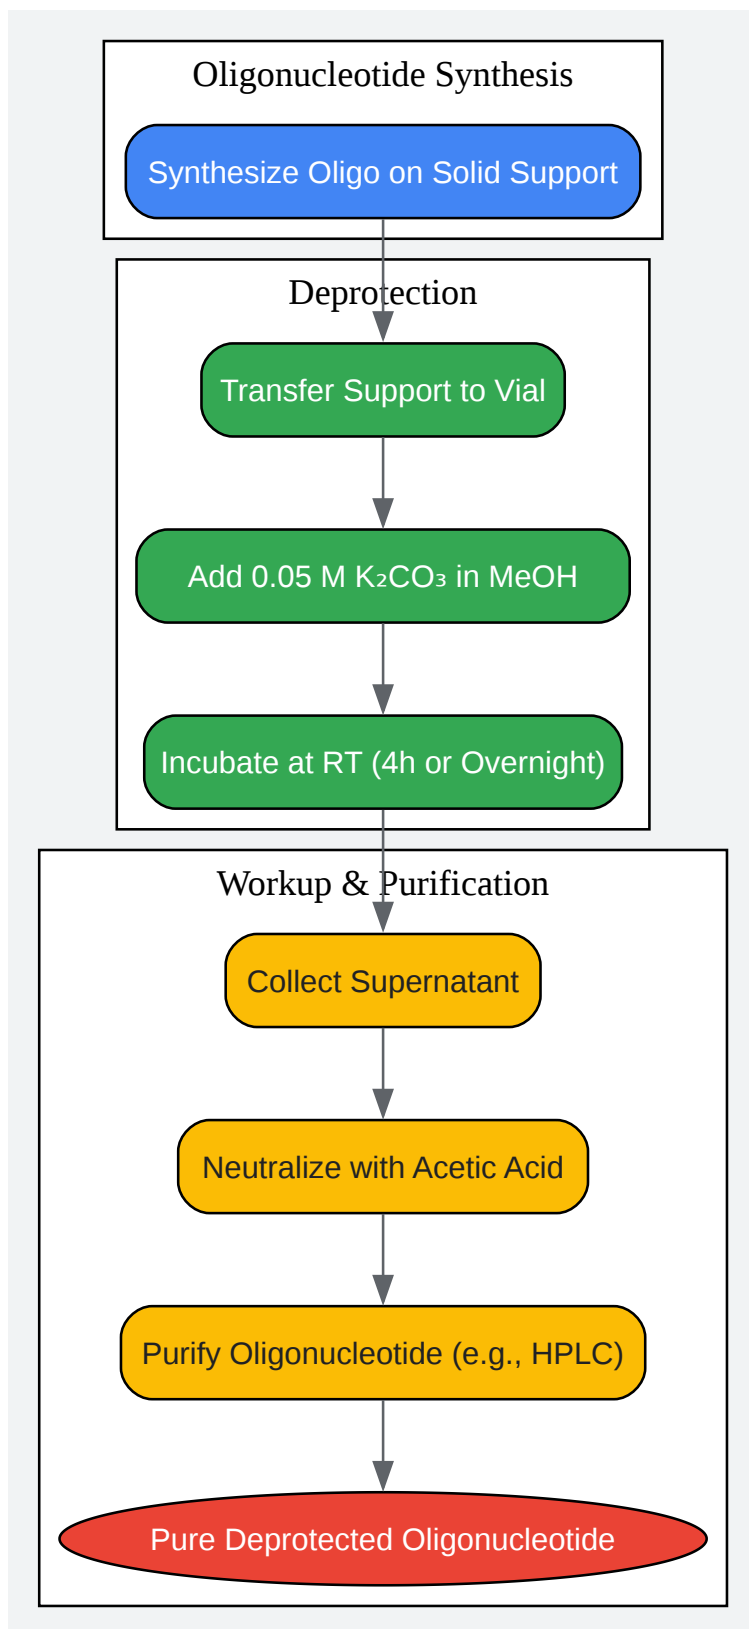 Oligonucleotide Synthesis
Synthesize Oligo on Solid Support
Deprotection
Transfer Support to Vial
Add 0.05 M K₂CO₃ in MeOH
Incubate at RT (4h or Overnight)
Workup & Purification
Collect Supernatant
Neutralize with Acetic Acid
Purify Oligonucleotide (e.g., HPLC)
Pure Deprotected Oligonucleotide